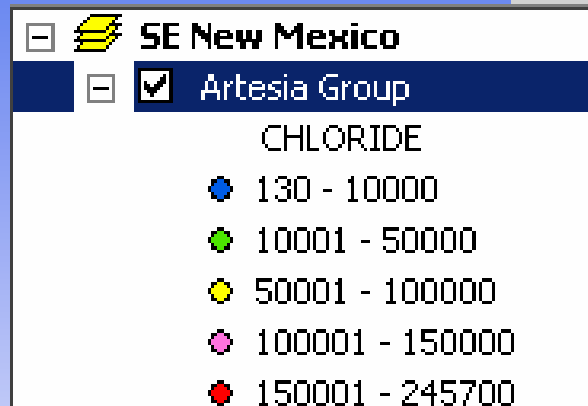 SE New Mexico
Artesia Group
CHLORIDE
130 - 10000
10001 - 50000
50001 - 100000
100001 - 150000
150001 - 245700